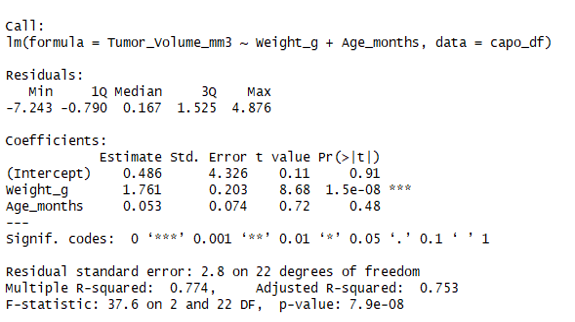 Call:
lm(formula = Tumor_Volume_mm3 ~ Weight_g + Age_months, data = capo_df)
Residuals:
Min 1Q Median 3Q Max
-7.243 -0.790 0.167 1.525 4.876
Coefficients:
Estimate Std. Error t value Pr(>|t|)
(Intercept) 0.486 4.326 0.11 0.91
Weight_g 1.761 0.203 8.68 1.5e-08 ***
Age_months 0.053 0.074 0.72 0.48
---
Signif. codes: 0 ‘***’ 0.001 ‘**’ 0.01 ‘*’ 0.05 ‘.’ 0.1 ‘ ’ 1
Residual standard error: 2.8 on 22 degrees of freedom
Multiple R-squared: 0.774, Adjusted R-squared: 0.753
F-statistic: 37.6 on 2 and 22 DF, p-value: 7.9e-08